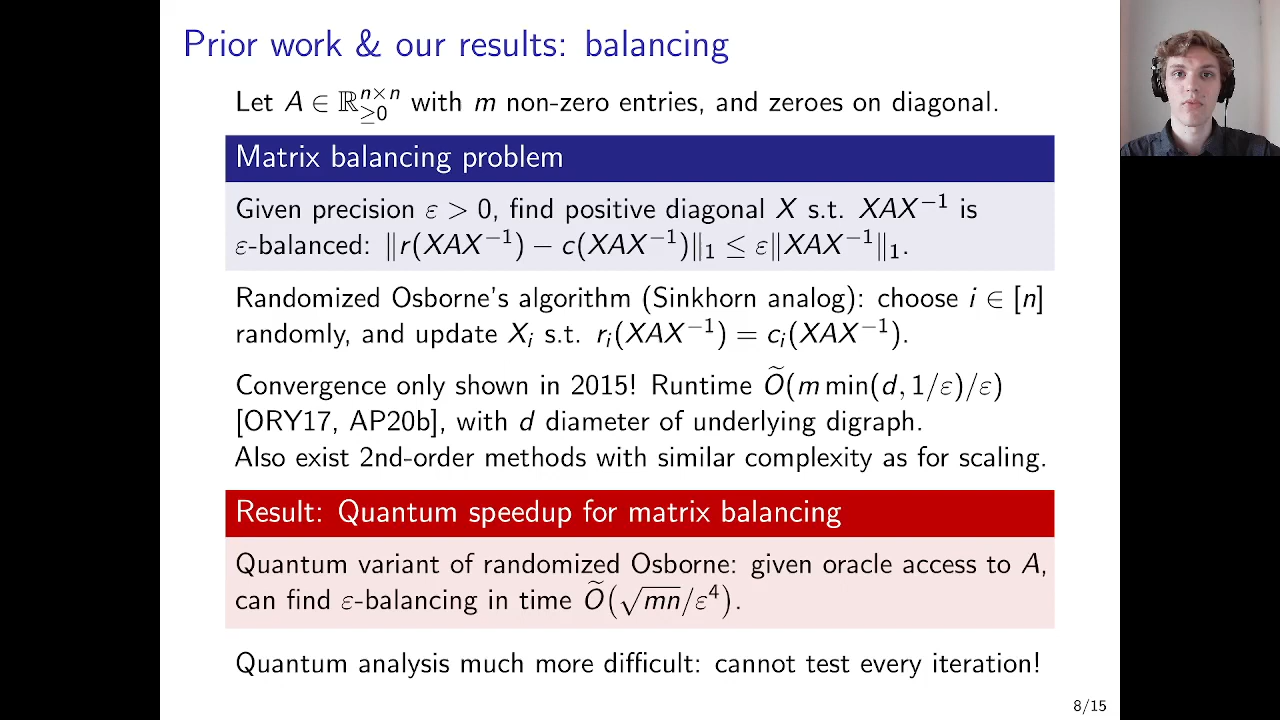 Prior work & our results: balancing
Let A ∈ ℝ^{n×n}_{≥0} with m non-zero entries, and zeroes on diagonal.
Matrix balancing problem
Given precision ε > 0, find positive diagonal X s.t. XAX⁻¹ is
ε-balanced: ‖r(XAX⁻¹) − c(XAX⁻¹)‖₁ ≤ ε‖XAX⁻¹‖₁.
Randomized Osborne's algorithm (Sinkhorn analog): choose i ∈ [n]
randomly, and update Xᵢ s.t. rᵢ(XAX⁻¹) = cᵢ(XAX⁻¹).
Convergence only shown in 2015! Runtime Õ(m min(d, 1/ε)/ε)
[ORY17, AP20b], with d diameter of underlying digraph.
Also exist 2nd-order methods with similar complexity as for scaling.
Result: Quantum speedup for matrix balancing
Quantum variant of randomized Osborne: given oracle access to A,
can find ε-balancing in time Õ(√(mn)/ε⁴).
Quantum analysis much more difficult: cannot test every iteration!
8/15